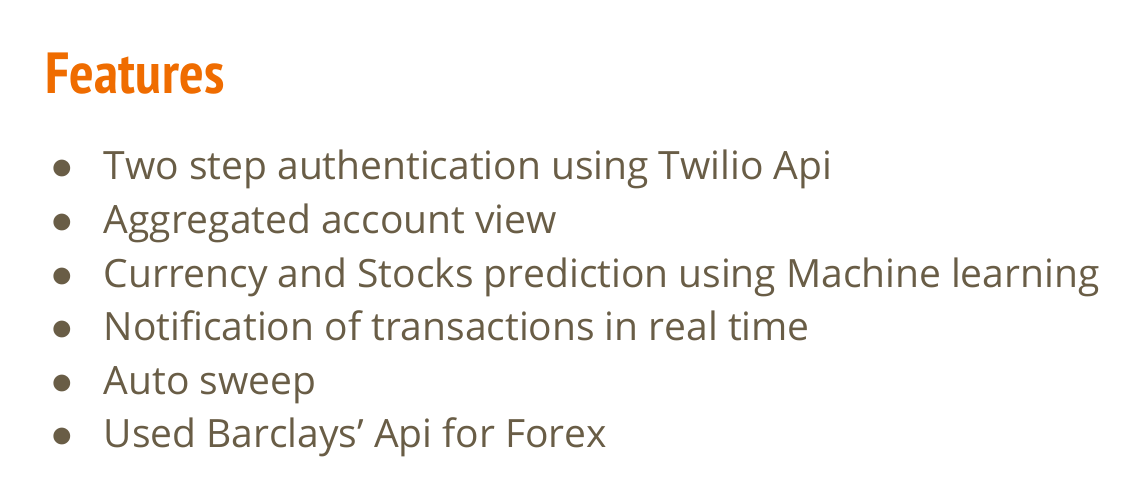 Features
● Two step authentication using Twilio Api
● Aggregated account view
● Currency and Stocks prediction using Machine learning
● Notification of transactions in real time
● Auto sweep
● Used Barclays’ Api for Forex